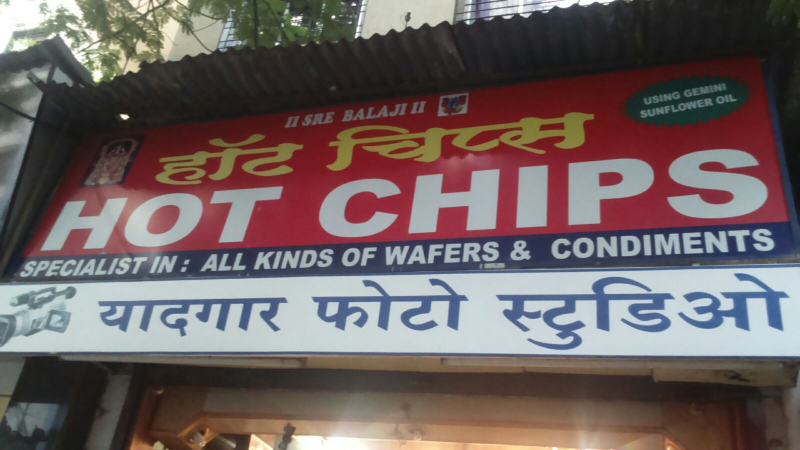 II SRE BALAJI II
USING GEMINI
SUNFLOWER OIL
हॉट चिप्स
HOT CHIPS
SPECIALIST IN : ALL KINDS OF WAFERS & CONDIMENTS
यादगार फोटो स्टुडिओ